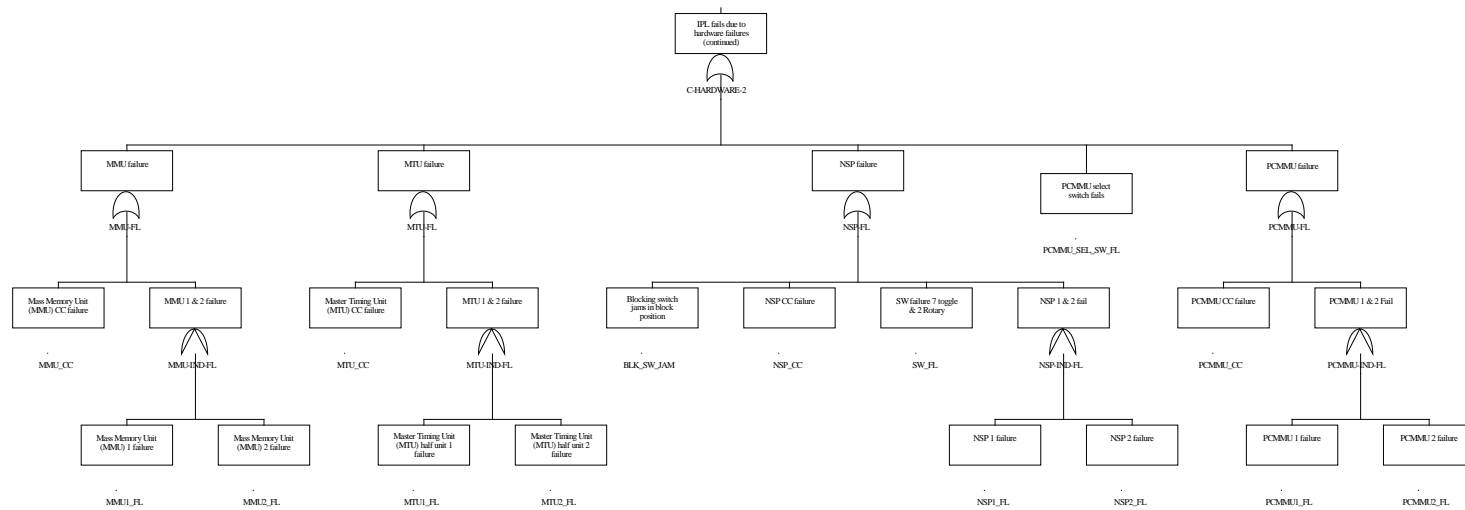 IPL fails due to
hardware failures
(continued)
C-HARDWARE-2
MMU failure
MTU failure
NSP failure
PCMMU select
switch fails
PCMMU failure
MMU-FL
MTU-FL
NSP-FL
PCMMU_SEL_SW_FL
PCMMU-FL
Mass Memory Unit
(MMU) CC failure
MMU 1 & 2 failure
Master Timing Unit
(MTU) CC failure
MTU 1 & 2 failure
Blocking switch
jams in block
position
NSP CC failure
SW failure 7 toggle
& 2 Rotary
NSP 1 & 2 fail
PCMMU CC failure
PCMMU 1 & 2 Fail
MMU_CC
MMU-IND-FL
MTU_CC
MTU-IND-FL
BLK_SW_JAM
NSP_CC
SW_FL
NSP-IND-FL
PCMMU_CC
PCMMU-IND-FL
Mass Memory Unit
(MMU) 1 failure
Mass Memory Unit
(MMU) 2 failure
Master Timing Unit
(MTU) half unit 1
failure
Master Timing Unit
(MTU) half unit 2
failure
NSP 1 failure
NSP 2 failure
PCMMU 1 failure
PCMMU 2 failure
MMU1_FL
MMU2_FL
MTU1_FL
MTU2_FL
NSP1_FL
NSP2_FL
PCMMU1_FL
PCMMU2_FL